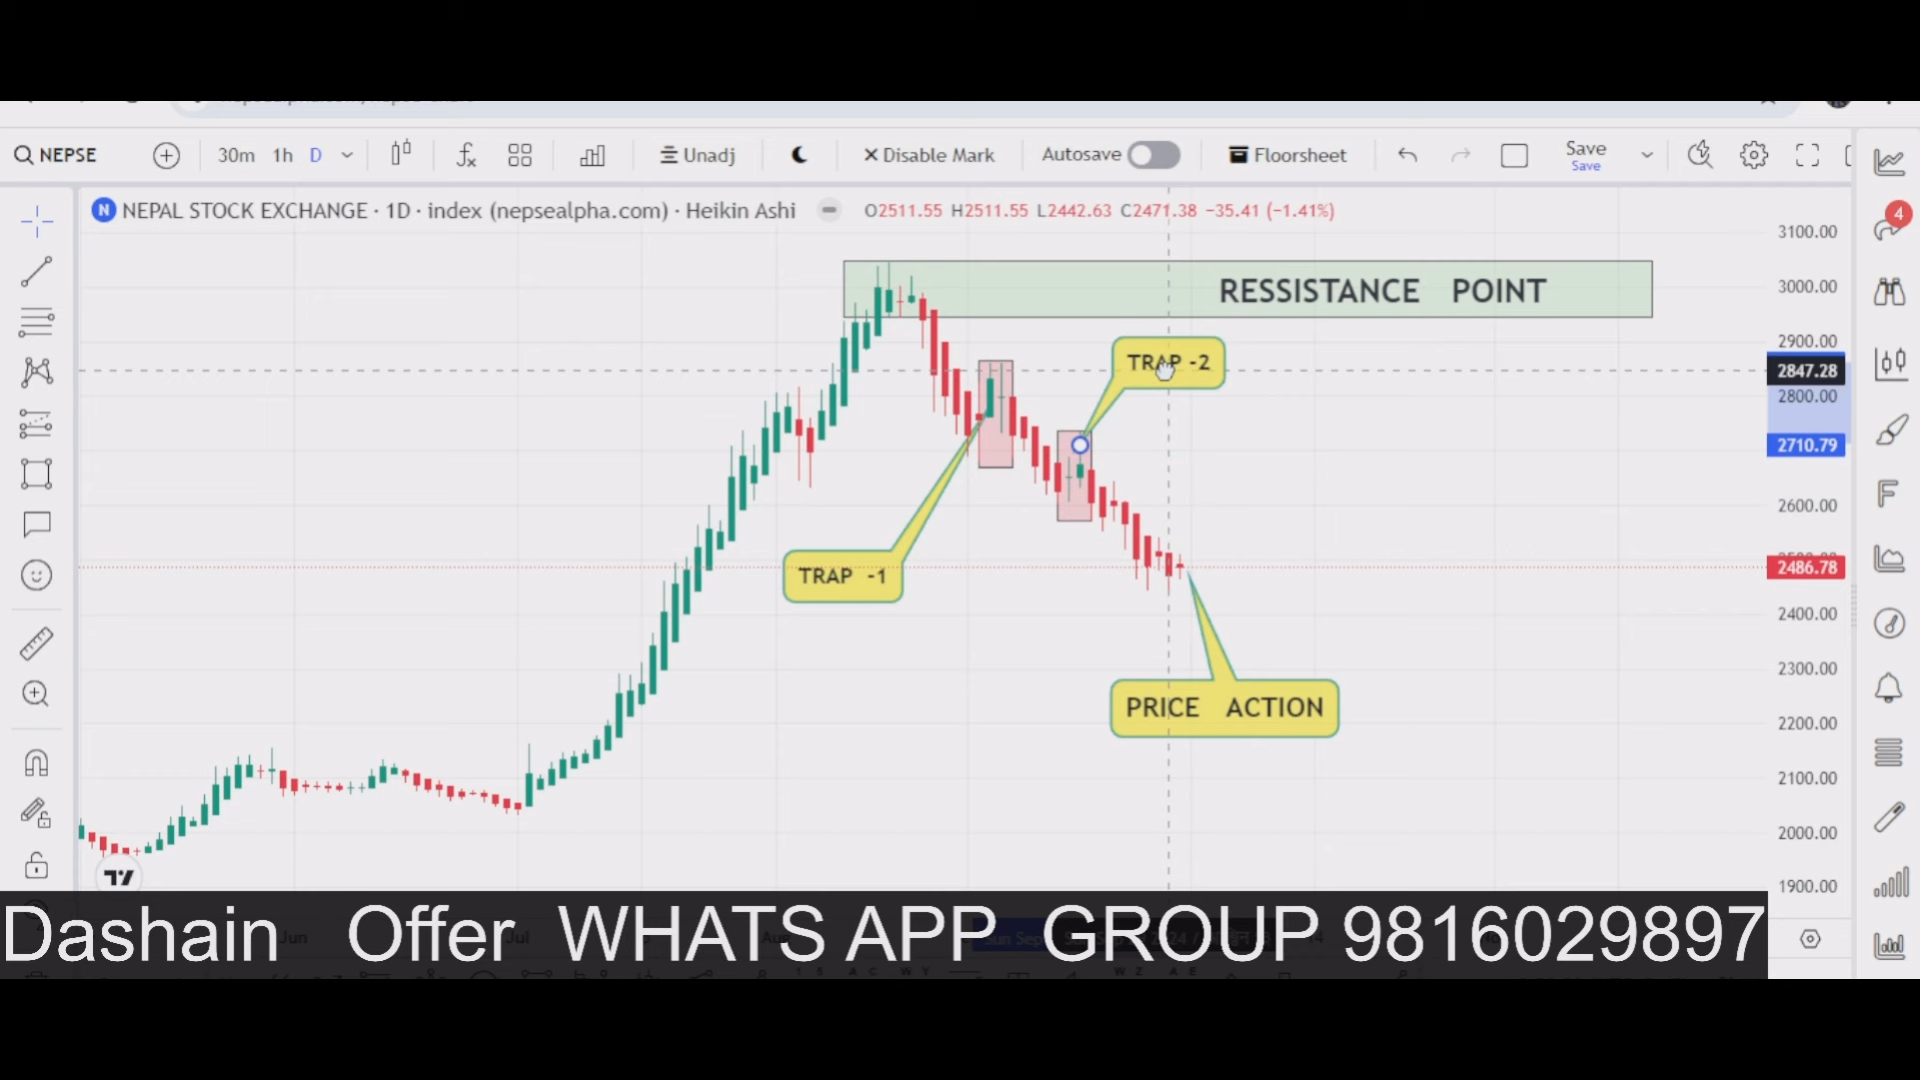 NEPSE 30m 1h D Unadj Disable Mark Autosave Floorsheet Save
Save
N NEPAL STOCK EXCHANGE · 1D · index (nepsealpha.com) · Heikin Ashi O2511.55 H2511.55 L2442.63 C2471.38 −35.41 (−1.41%)
4
3100.00
RESSISTANCE POINT
3000.00
2900.00
TRAP -2
2847.28
2800.00
2710.79
F
2600.00
2486.78
TRAP -1
2400.00
2300.00
PRICE ACTION
2200.00
2100.00
2000.00
1900.00
Dashain Offer WHATS APP GROUP 9816029897